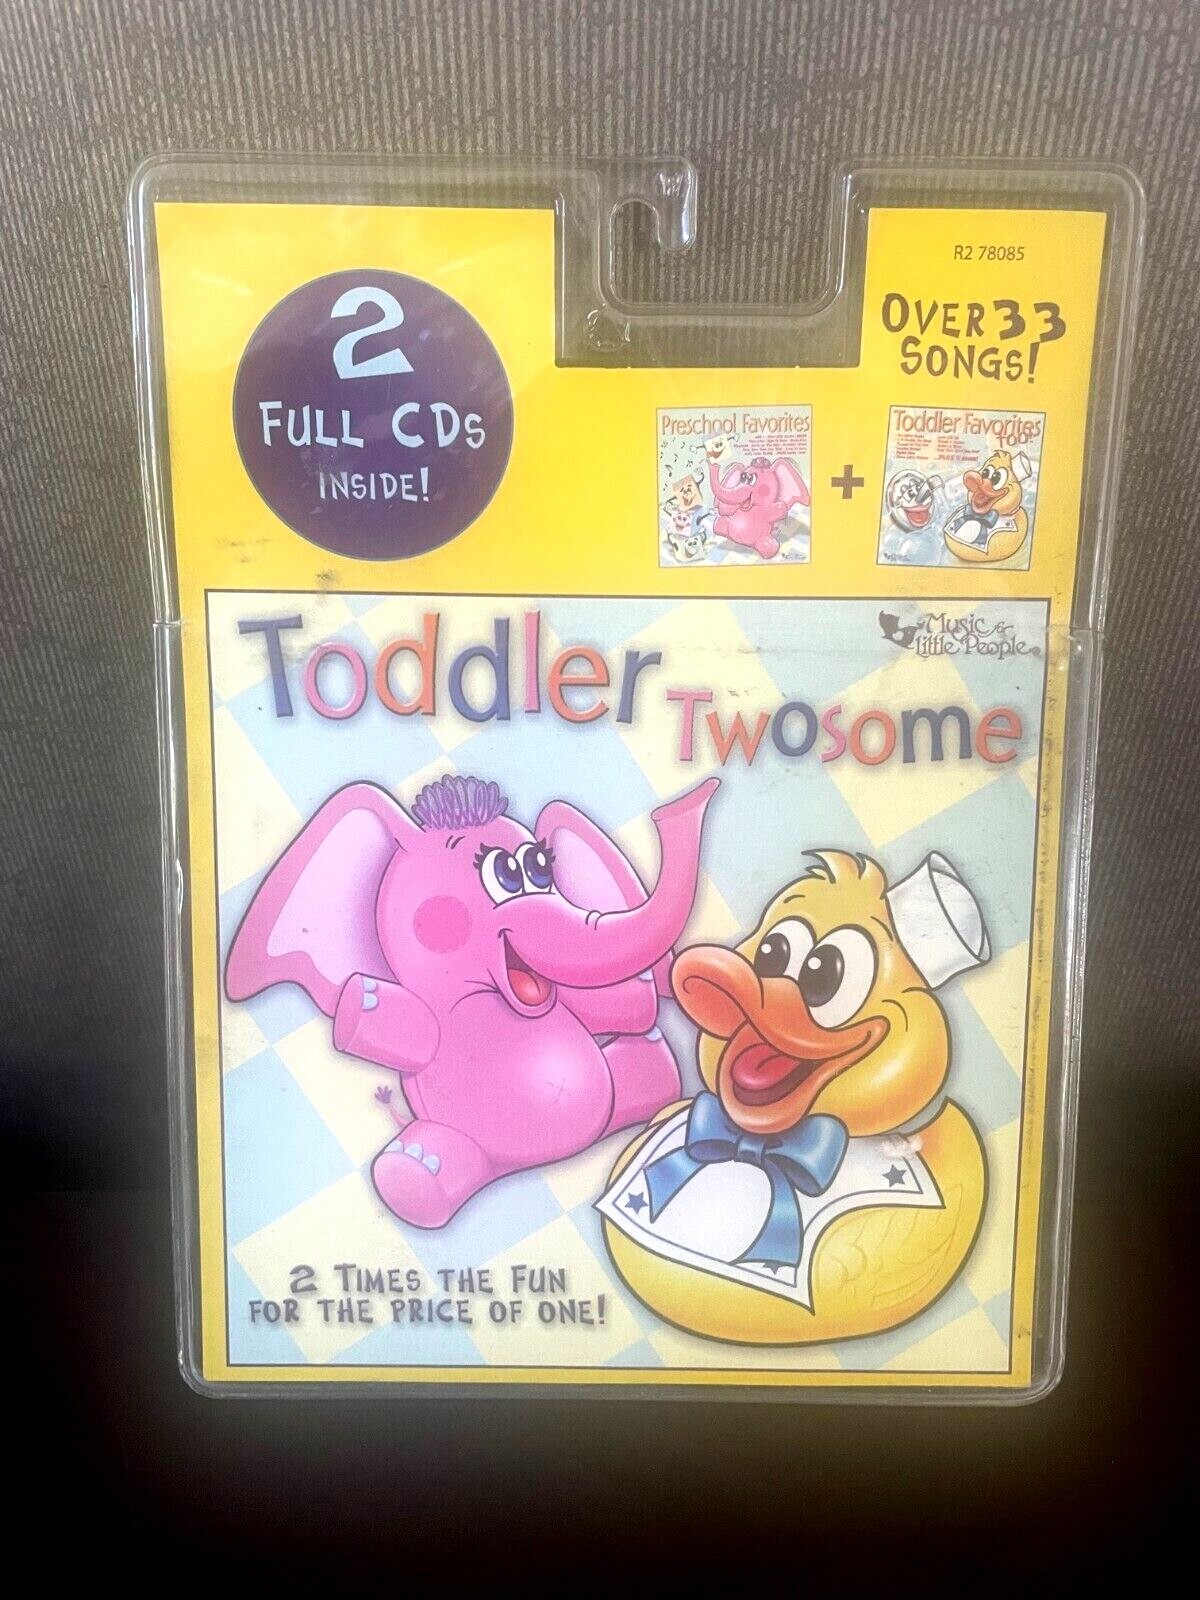 2
FULL CDs
INSIDE!
R2 78085
OVER 33
SONGS!
Preschool Favorites
+
Toddler Favorites
TOO!
Music for
Little People
Toddler
Twosome
2 TIMES THE FUN
FOR THE PRICE OF ONE!